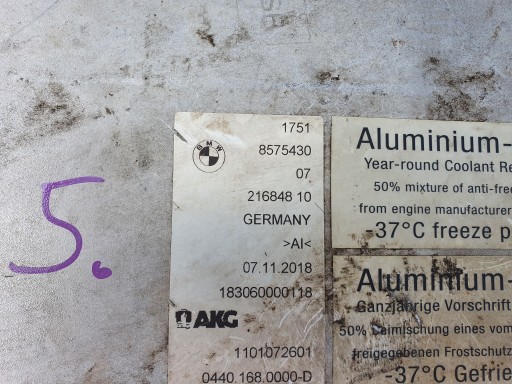 5.
BMW
1751
8575430
07
216848 10
GERMANY
>Al<
07.11.2018
183060000118
AKG
1101072601
0440.168.0000-D
Aluminium-
Year-round Coolant Re
50% mixture of anti-fre
from engine manufacturer
-37°C freeze p
Aluminium-
Ganzjährige Vorschrift
50% Beimischung eines vom
freigegebenen Frostschutz
-37°C Gefrie